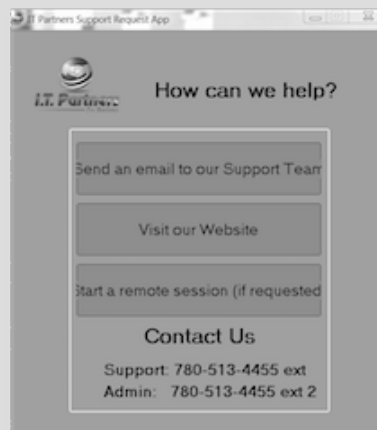 IT Partners Support Request App
I.T. Partners
How can we help?
Send an email to our Support Team
Visit our Website
Start a remote session (if requested
Contact Us
Support: 780-513-4455 ext
Admin: 780-513-4455 ext 2